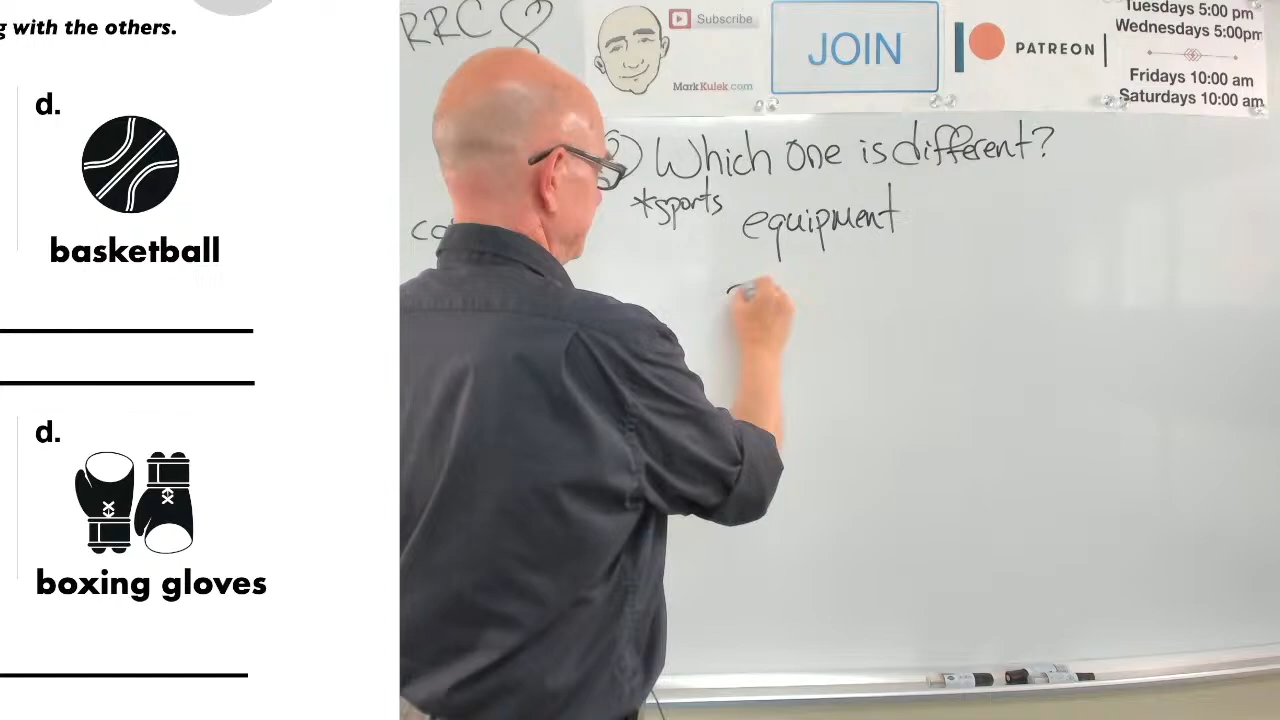 g with the others.
d.
basketball
d.
boxing gloves
RRC
Subscribe
MarkKulek.com
JOIN
PATREON
Tuesdays 5:00 pm
Wednesdays 5:00pm
Fridays 10:00 am
Saturdays 10:00 am
Which one is different?
*sports
equipment
co